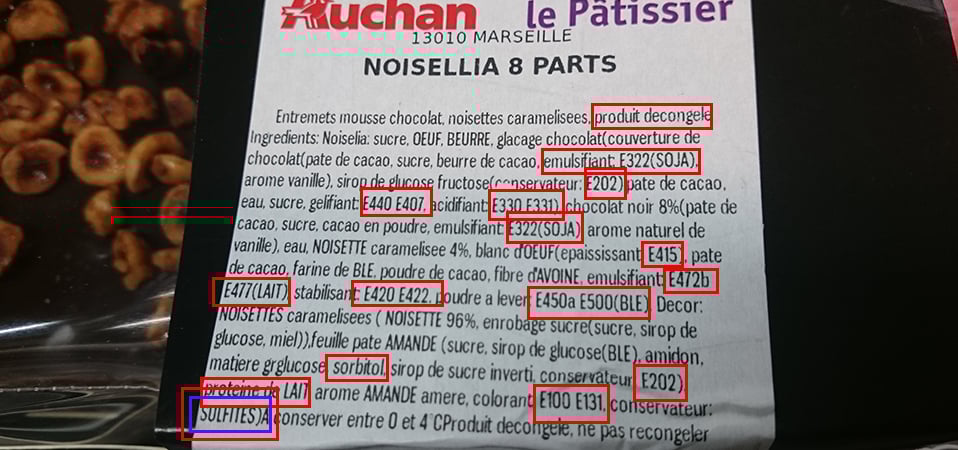 Auchan le Pâtissier
13010 MARSEILLE
NOISELLIA 8 PARTS
Entremets mousse chocolat, noisettes caramelisees, produit decongele
Ingredients: Noiselia: sucre, OEUF, BEURRE, glacage chocolat(couverture de
chocolat(pate de cacao, sucre, beurre de cacao, emulsifiant: E322(SOJA),
arome vanille), sirop de glucose fructose(conservateur: E202) pate de cacao,
eau, sucre, gelifiant: E440 E407, acidifiant: E330 E331), chocolat noir 8%(pate de
cacao, sucre, cacao en poudre, emulsifiant: E322(SOJA) arome naturel de
vanille), eau, NOISETTE caramelisee 4%, blanc d'OEUF(epaississant: E415), pate
de cacao, farine de BLE, poudre de cacao, fibre d'AVOINE, emulsifiant: E472b
E477(LAIT), stabilisant: E420 E422, poudre a lever: E450a E500(BLE), Decor:
NOISETTES caramelisees ( NOISETTE 96%, enrobage sucre(sucre, sirop de
glucose, miel)),feuille pate AMANDE (sucre, sirop de glucose(BLE), amidon,
matiere grglucose, sorbitol, sirop de sucre inverti, conservateur: E202),
proteine de LAIT arome AMANDE amere, colorant: E100 E131, conservateur:
SULFITES)A conserver entre 0 et 4°CProduit decongele, ne pas recongeler